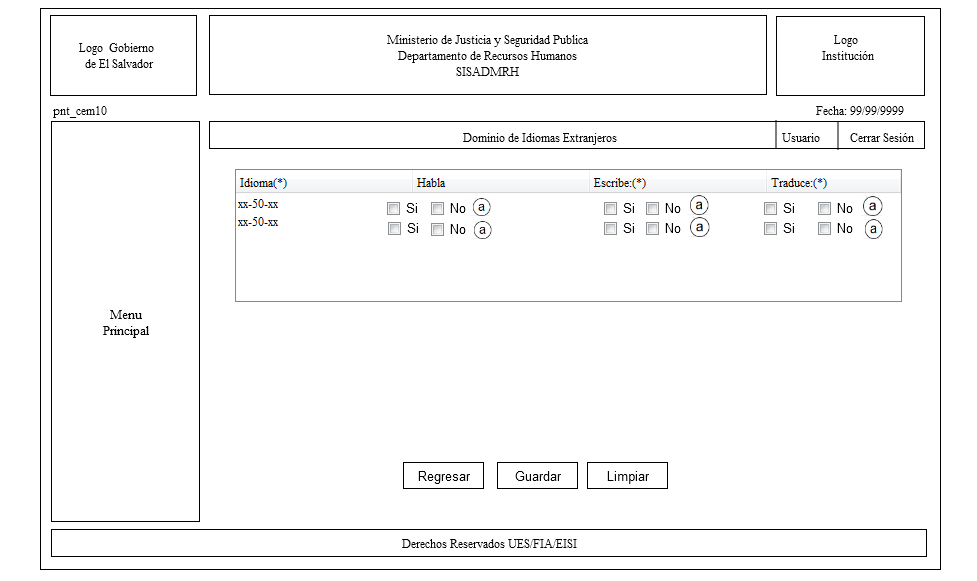 Logo Gobierno
de El Salvador
Ministerio de Justicia y Seguridad Publica
Departamento de Recursos Humanos
SISADMRH
Logo
Institución
pnt_cem10
Fecha: 99/99/9999
Dominio de Idiomas Extranjeros
Usuario
Cerrar Sesión
Menu
Principal
Idioma(*) Habla Escribe:(*) Traduce:(*)
xx-50-xx Si No a Si No a Si No a
xx-50-xx Si No a Si No a Si No a
Regresar
Guardar
Limpiar
Derechos Reservados UES/FIA/EISI